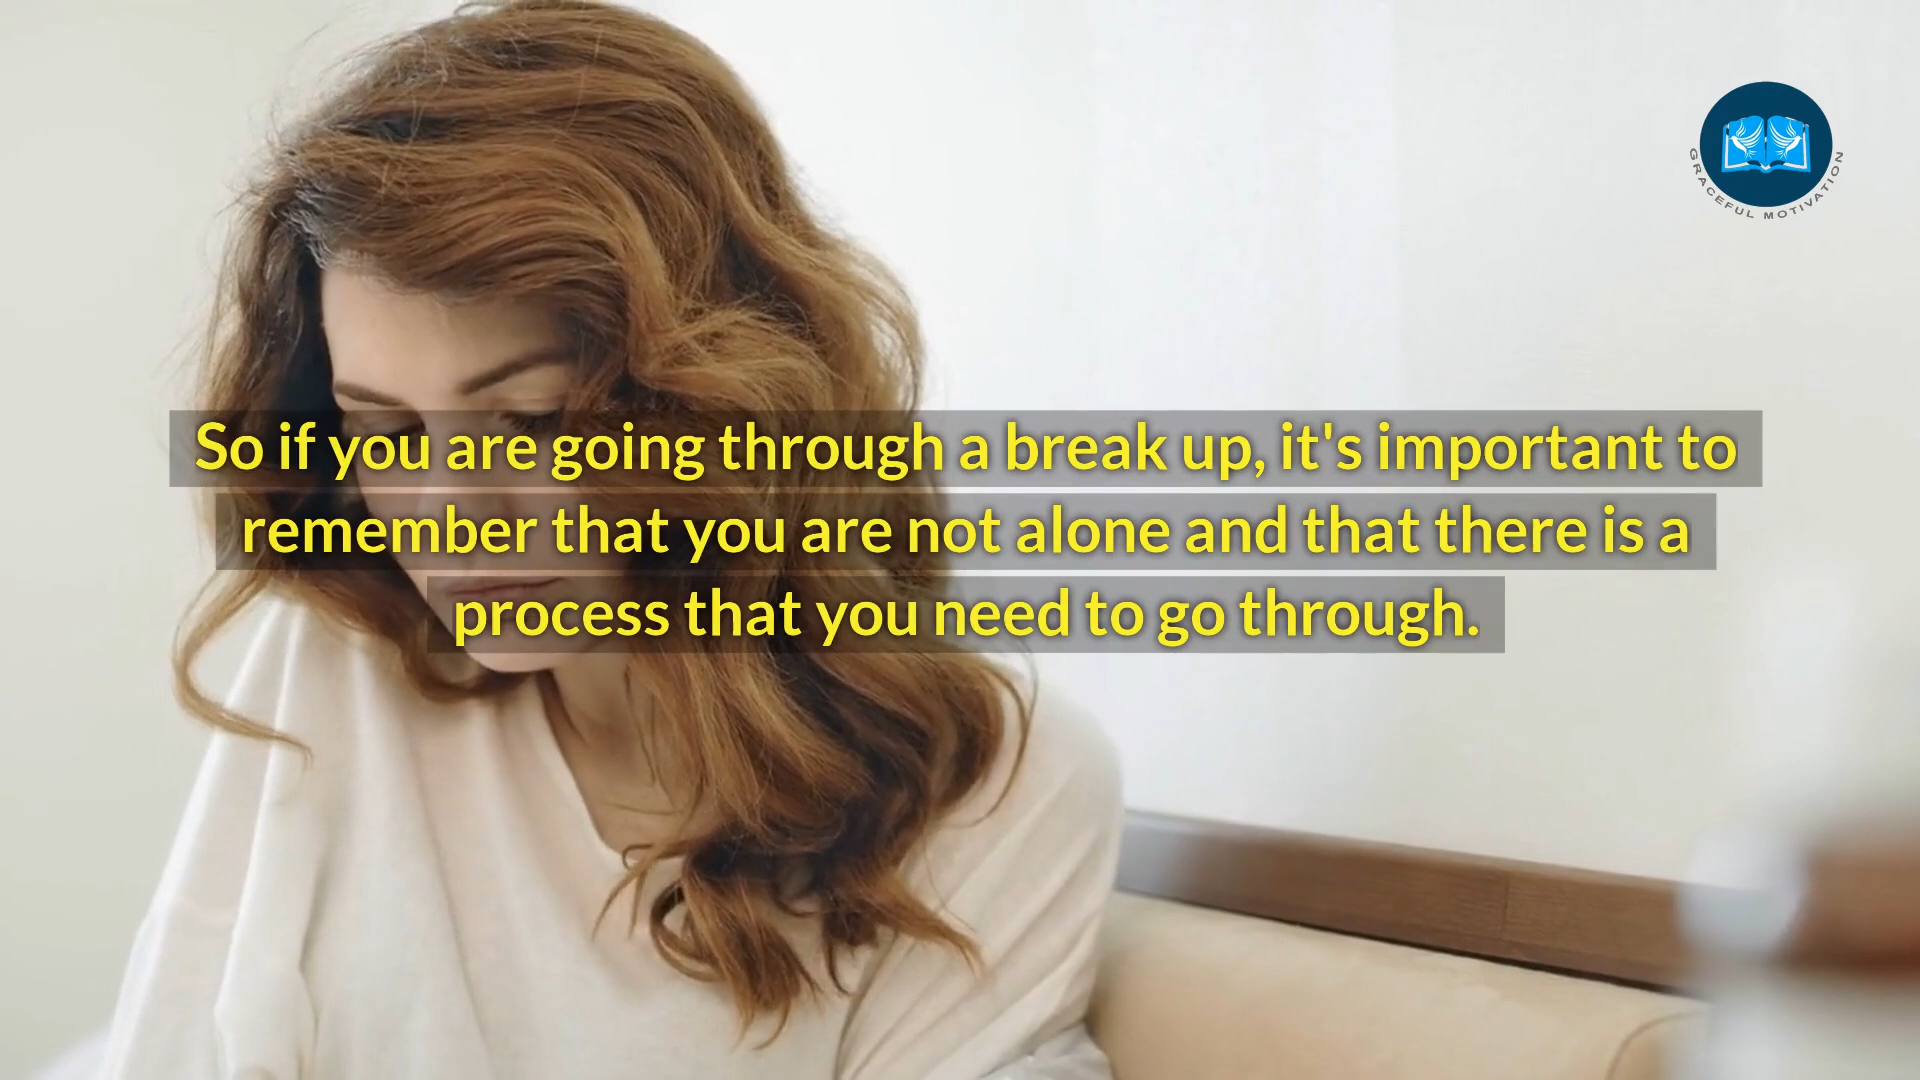 GRACEFUL MOTIVATION
So if you are going through a break up, it's important to
remember that you are not alone and that there is a
process that you need to go through.